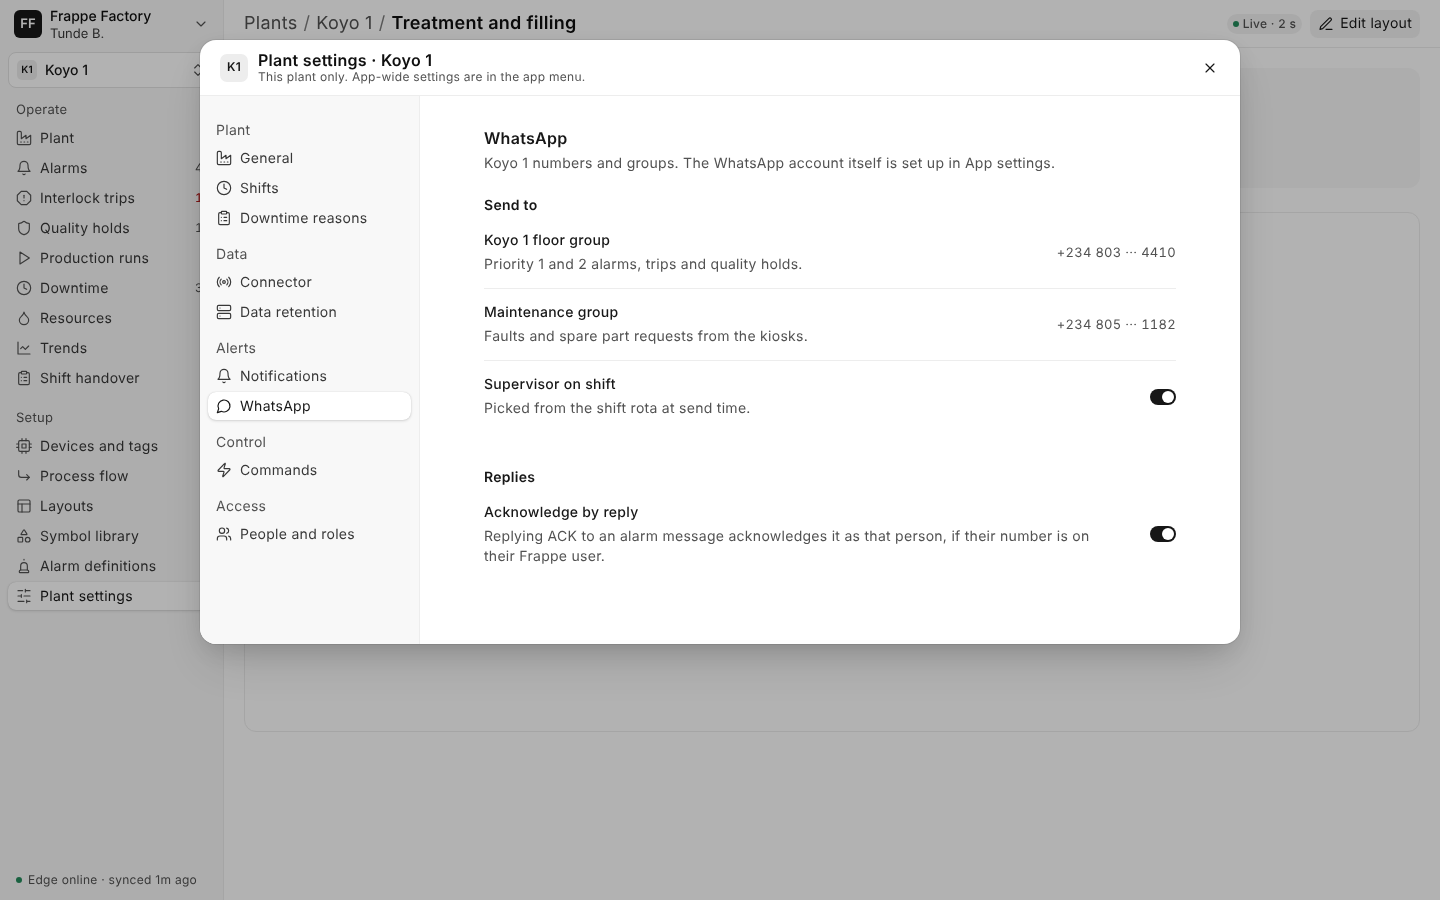 FF
Frappe Factory
Tunde B.
Plants / Koyo 1 / Treatment and filling
Live · 2 s
Edit layout
K1
Koyo 1
Operate
Plant
Alarms
Interlock trips
Quality holds
Production runs
Downtime
Resources
Trends
Shift handover
Setup
Devices and tags
Process flow
Layouts
Symbol library
Alarm definitions
Plant settings
Edge online · synced 1m ago
K1
Plant settings · Koyo 1
This plant only. App-wide settings are in the app menu.
Plant
General
Shifts
Downtime reasons
Data
Connector
Data retention
Alerts
Notifications
WhatsApp
Control
Commands
Access
People and roles
WhatsApp
Koyo 1 numbers and groups. The WhatsApp account itself is set up in App settings.
Send to
Koyo 1 floor group
Priority 1 and 2 alarms, trips and quality holds.
+234 803 ··· 4410
Maintenance group
Faults and spare part requests from the kiosks.
+234 805 ··· 1182
Supervisor on shift
Picked from the shift rota at send time.
Replies
Acknowledge by reply
Replying ACK to an alarm message acknowledges it as that person, if their number is on
their Frappe user.